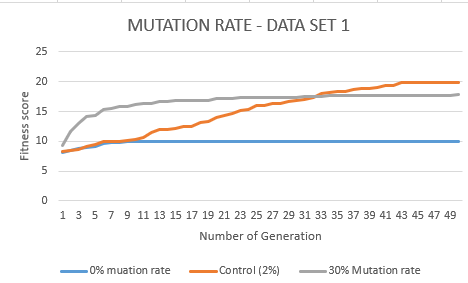 MUTATION RATE - DATA SET 1
25
20
15
10
5
0
Fitness score
1 3 5 7 9 11 13 15 17 19 21 23 25 27 29 31 33 35 37 39 41 43 45 47 49
Number of Generation
0% muation rate Control (2%) 30% Mutation rate